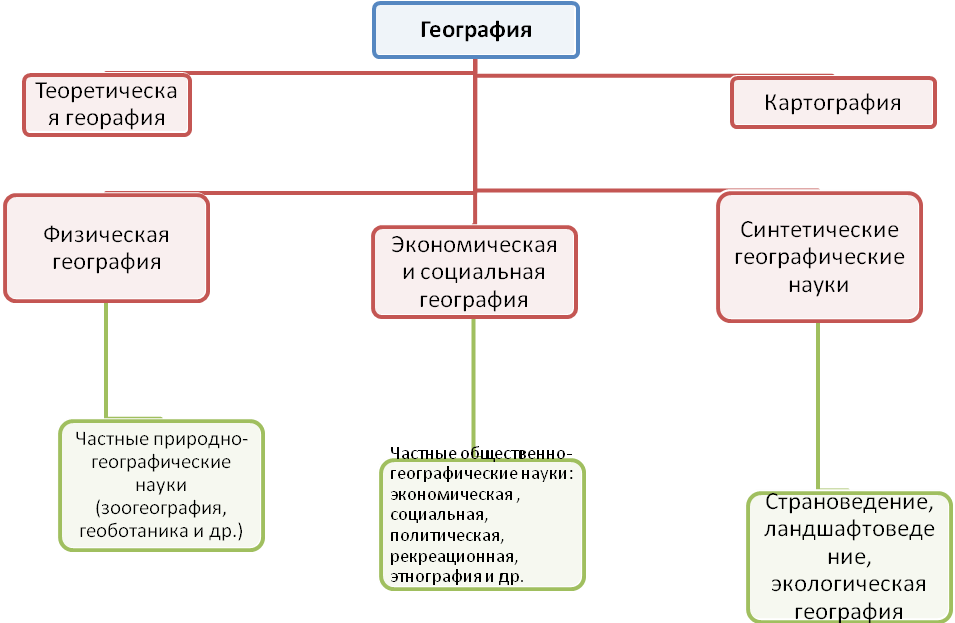 География
Теоретическа
я георафия
Картография
Физическая
география
Экономическая
и социальная
география
Синтетические
географические
науки
Частные природно-
географические
науки
(зоогеография,
геоботаника и др.)
Частные общественно-
географические науки:
экономическая ,
социальная,
политическая,
рекреационная,
этнография и др.
Страноведение,
ландшафтоведе
ние,
экологическая
география